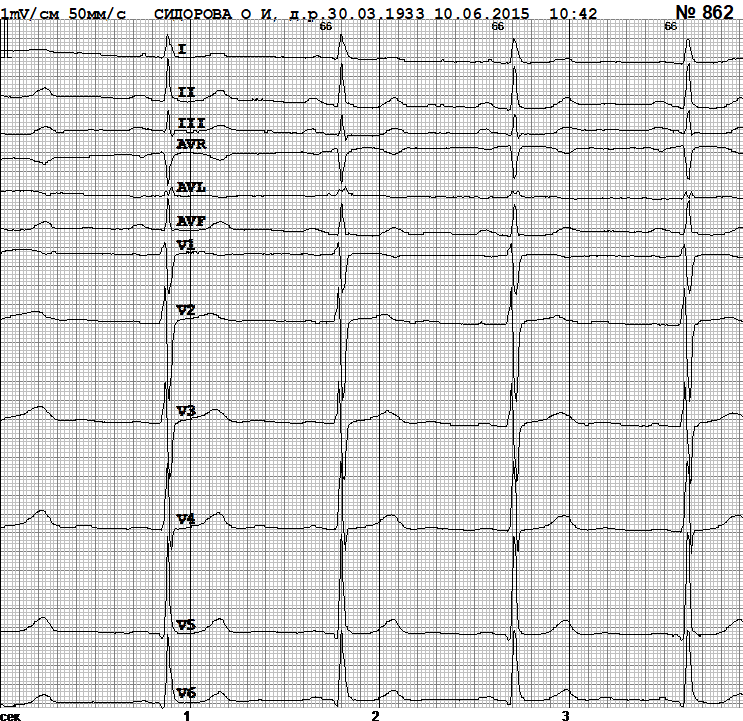 1mV/см 50мм/с СИДОРОВА О И, д.р.30.03.1933 10.06.2015 10:42 № 862
66 66 66
I
II
III
AVR
AVL
AVF
V1
V2
V3
V4
V5
V6
сек 1 2 3